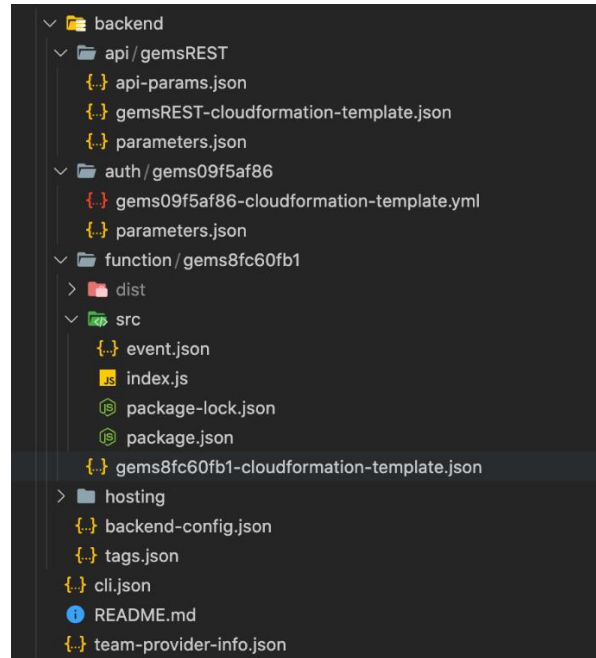 backend
api/gemsREST
{..} api-params.json
{..} gemsREST-cloudformation-template.json
{..} parameters.json
auth/gems09f5af86
{..} gems09f5af86-cloudformation-template.yml
{..} parameters.json
function/gems8fc60fb1
dist
src
{..} event.json
JS index.js
package-lock.json
package.json
{..} gems8fc60fb1-cloudformation-template.json
hosting
{..} backend-config.json
{..} tags.json
{..} cli.json
README.md
{..} team-provider-info.json